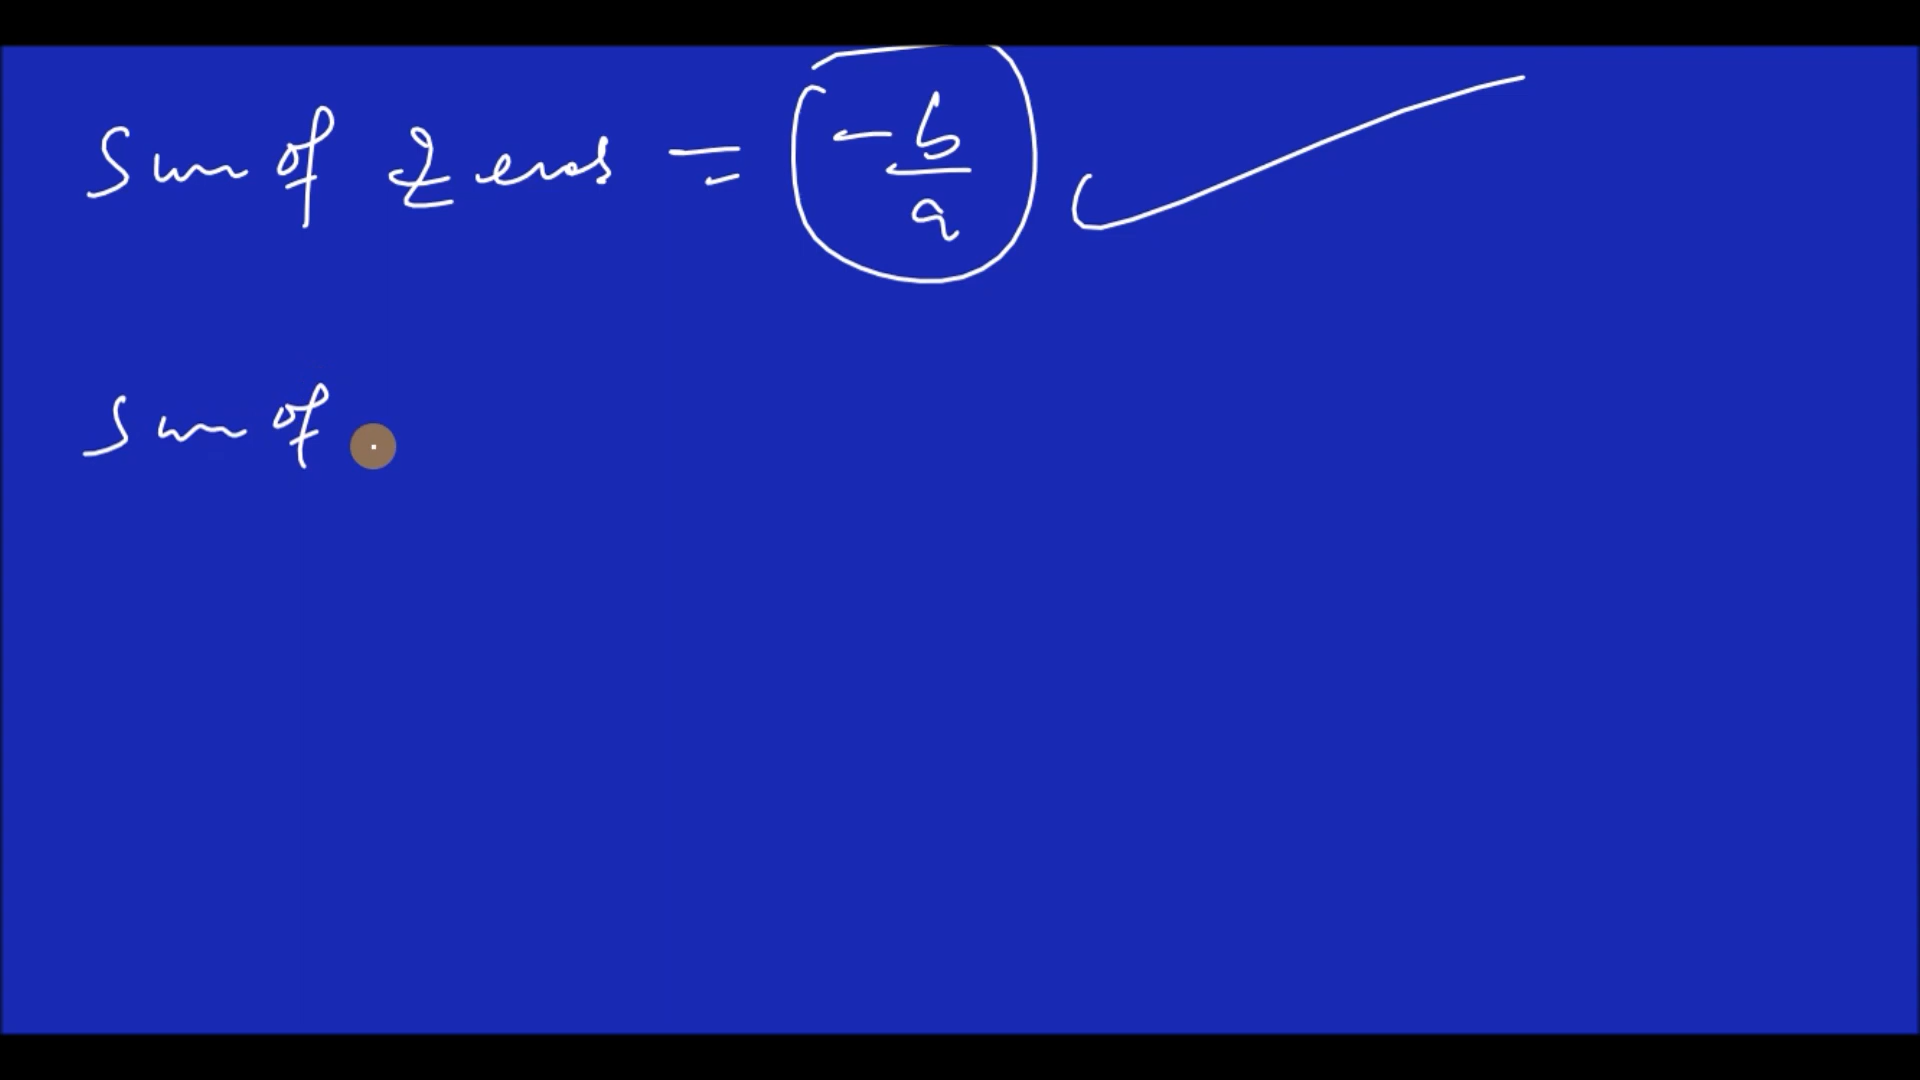 Sum of Zeros = -b/a
Sum of